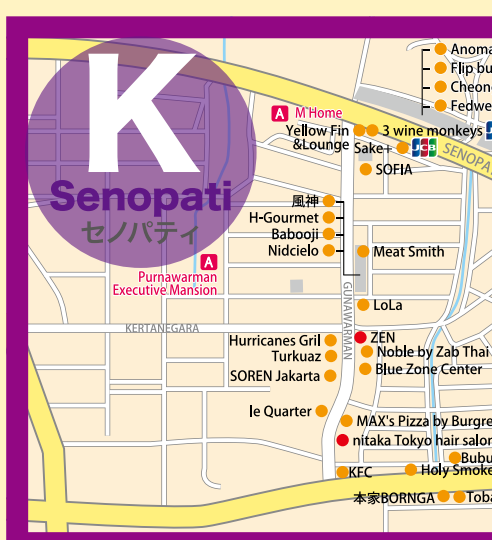 K
Senopati
セノパティ
Anoma
Flip bu
Cheon
Fedwe
A M Home
Yellow Fin
&Lounge
3 wine monkeys
Sake+
JCB
SENOPA
SOFIA
風神
H-Gourmet
Babooji
Nidcielo
Meat Smith
A
Purnawarman
Executive Mansion
GUNAWARMAN
LoLa
KERTANEGARA
ZEN
Hurricanes Gril
Noble by Zab Thai
Turkuaz
Blue Zone Center
SOREN Jakarta
le Quarter
MAX's Pizza by Burgre
nitaka Tokyo hair salon
Bubu
KFC
Holy Smoke
本家BORNGA
Toba